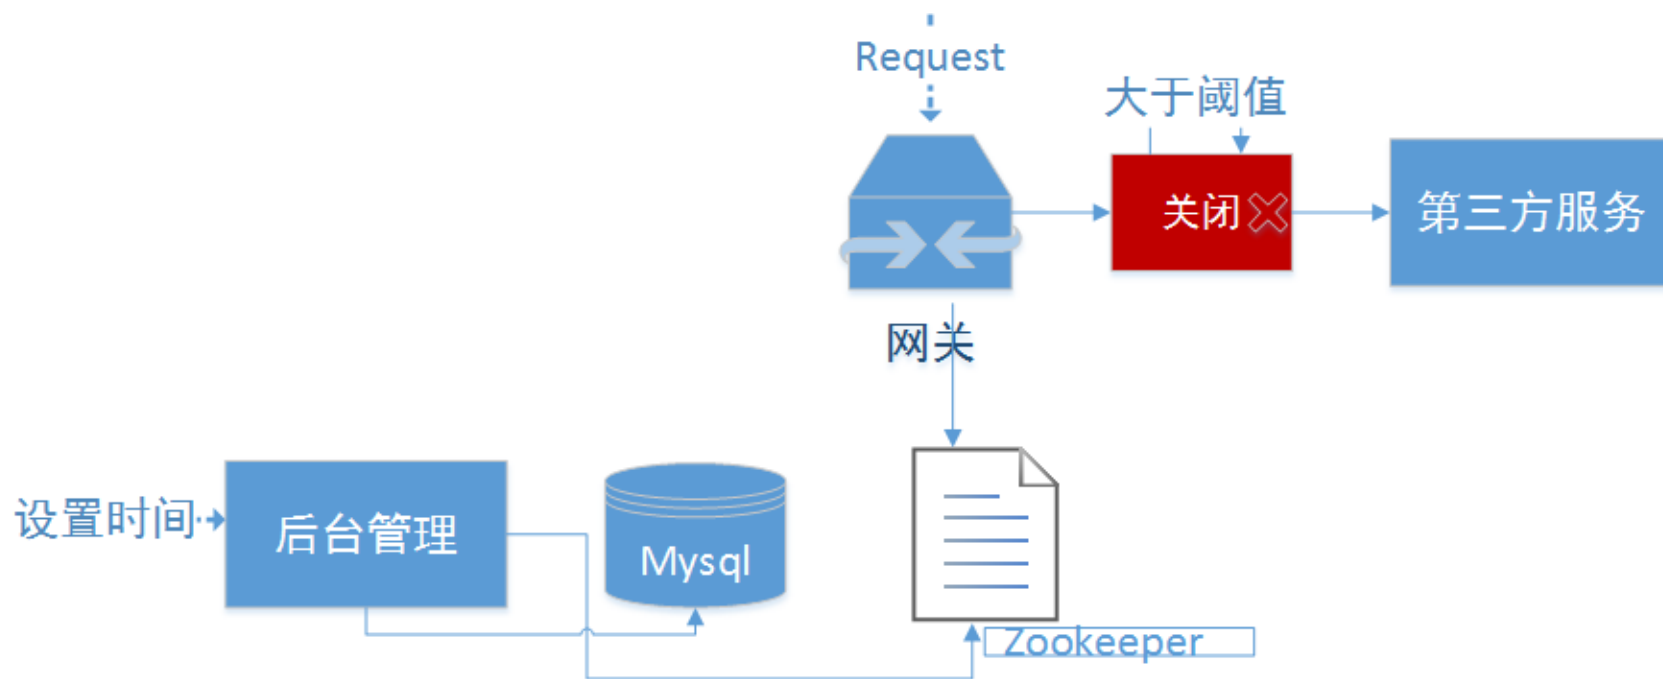 Request
大于阈值
关闭
第三方服务
网关
设置时间
后台管理
Mysql
Zookeeper